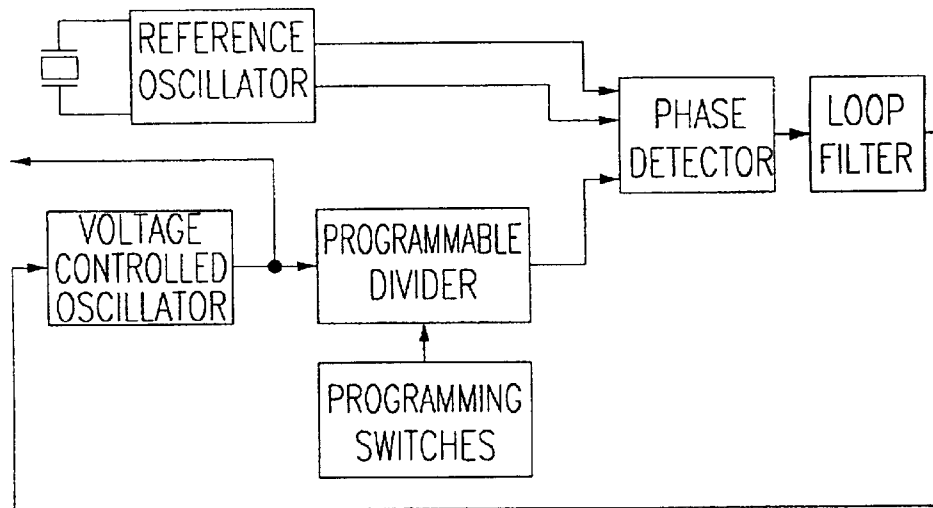 REFERENCE
OSCILLATOR
PHASE
DETECTOR
LOOP
FILTER
VOLTAGE
CONTROLLED
OSCILLATOR
PROGRAMMABLE
DIVIDER
PROGRAMMING
SWITCHES